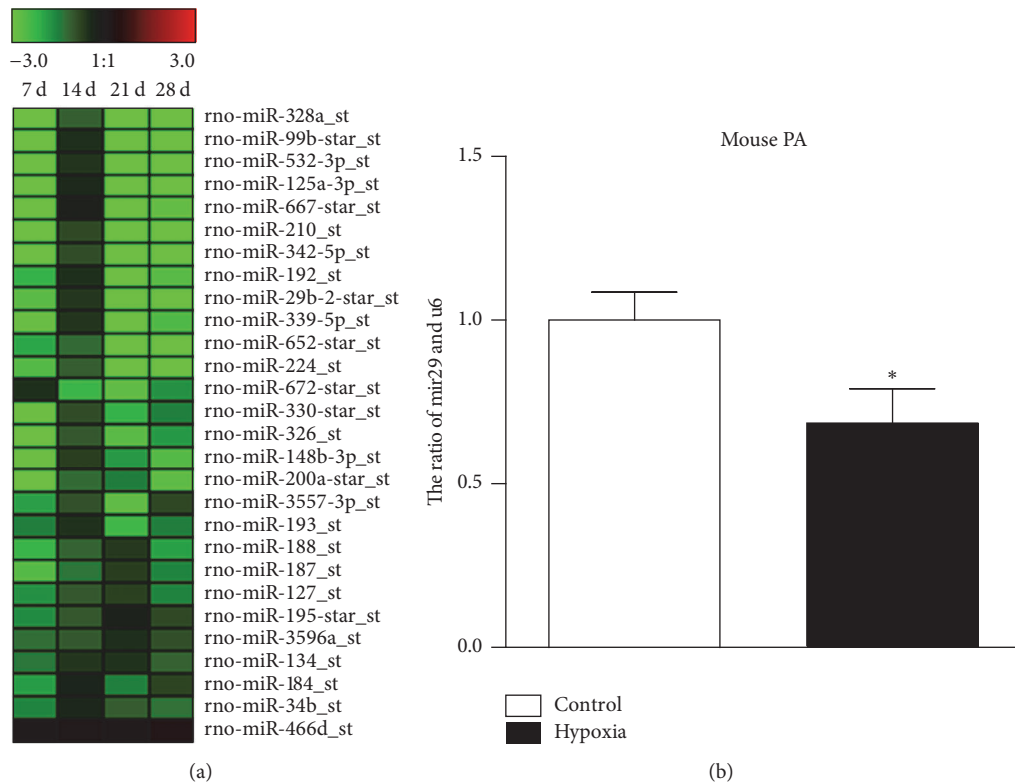 −3.0 1:1 3.0
7 d 14 d 21 d 28 d
rno-miR-328a_st
rno-miR-99b-star_st
rno-miR-532-3p_st
rno-miR-125a-3p_st
rno-miR-667-star_st
rno-miR-210_st
rno-miR-342-5p_st
rno-miR-192_st
rno-miR-29b-2-star_st
rno-miR-339-5p_st
rno-miR-652-star_st
rno-miR-224_st
rno-miR-672-star_st
rno-miR-330-star_st
rno-miR-326_st
rno-miR-148b-3p_st
rno-miR-200a-star_st
rno-miR-3557-3p_st
rno-miR-193_st
rno-miR-188_st
rno-miR-187_st
rno-miR-127_st
rno-miR-195-star_st
rno-miR-3596a_st
rno-miR-134_st
rno-miR-184_st
rno-miR-34b_st
rno-miR-466d_st
(a)
Mouse PA
The ratio of mir29 and u6
1.5
1.0
0.5
0.0
*
Control
Hypoxia
(b)